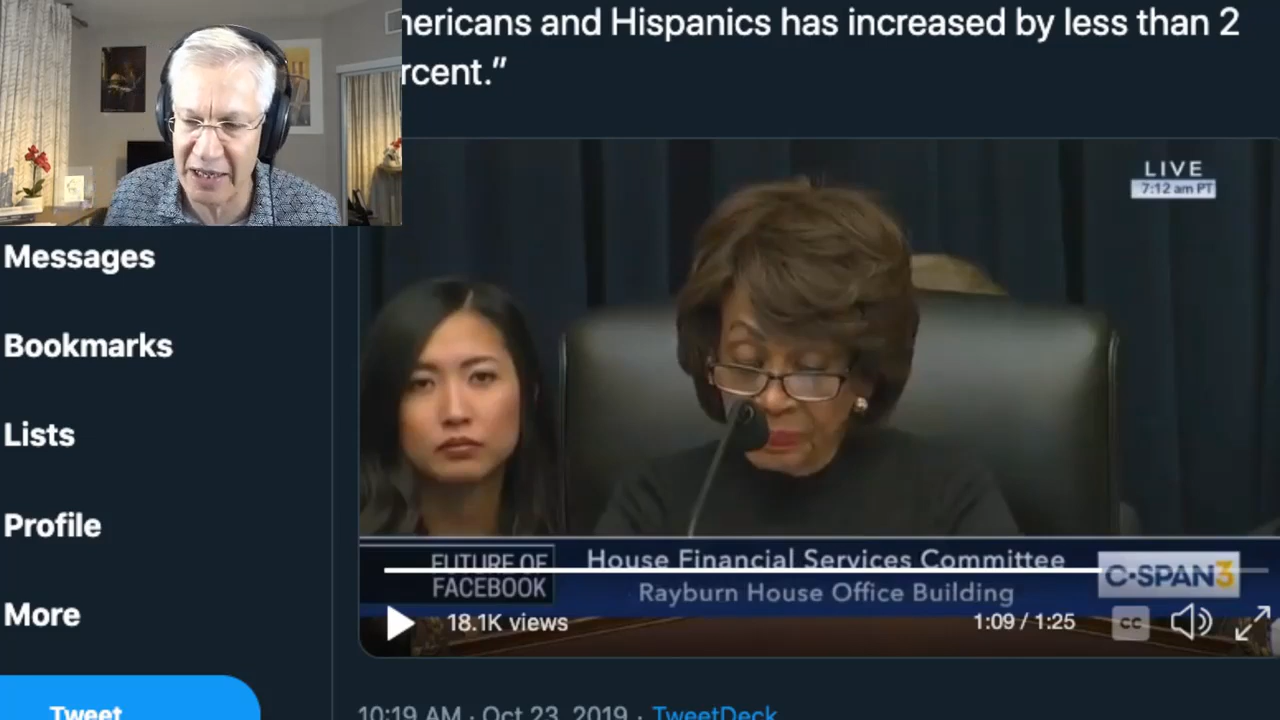 mericans and Hispanics has increased by less than 2
rcent.”
LIVE
7:12 am PT
Messages
Bookmarks
Lists
Profile
More
Tweet
FUTURE OF
FACEBOOK
House Financial Services Committee
Rayburn House Office Building
C-SPAN3
18.1K views
1:09 / 1:25
CC
10:19 AM · Oct 23, 2019 · TweetDeck